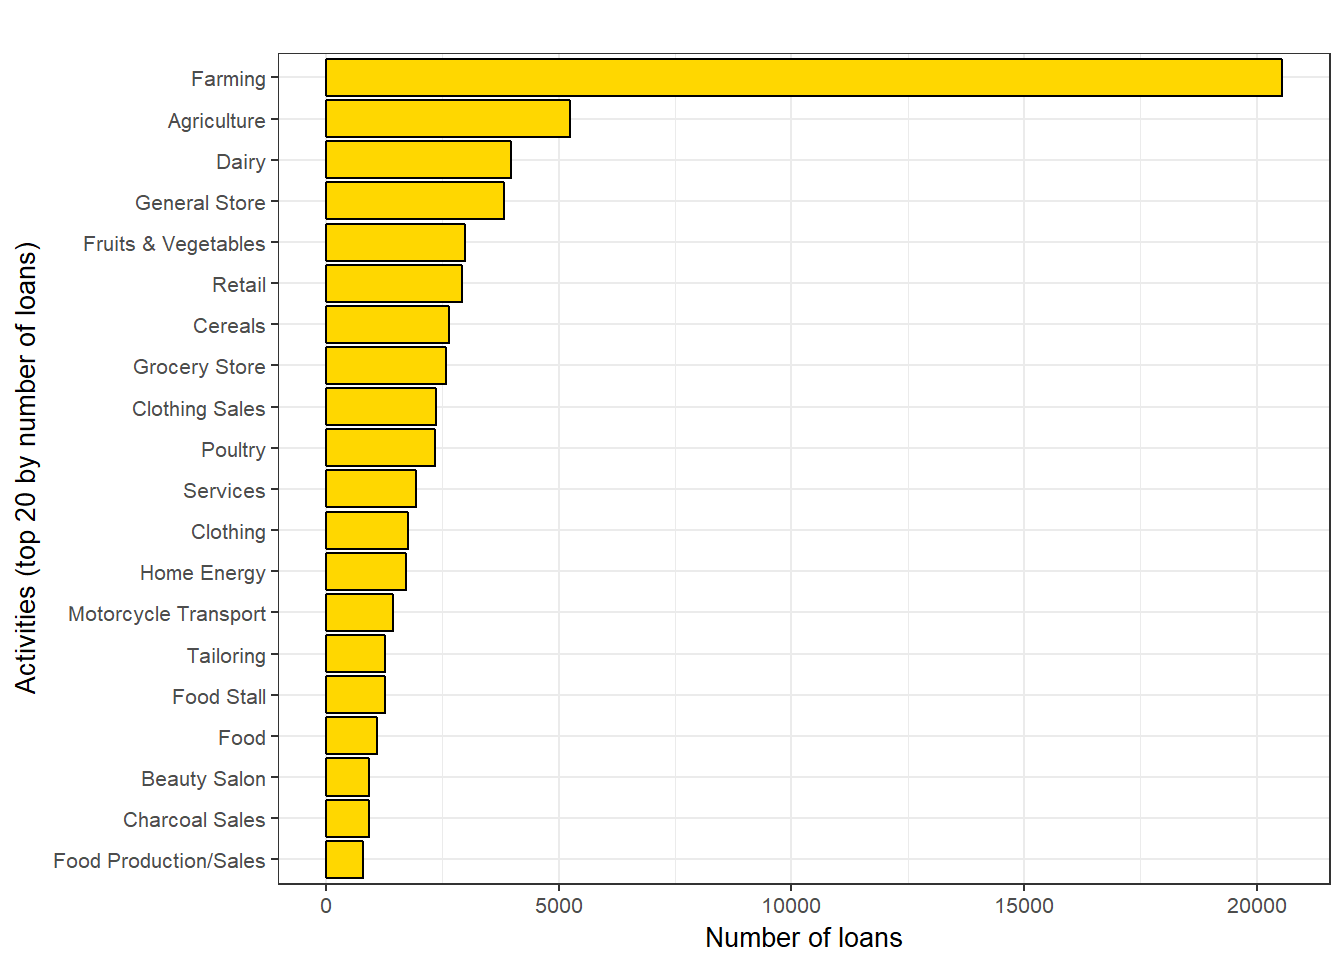 Farming
Agriculture
Dairy
General Store
Fruits & Vegetables
Retail
Cereals
Grocery Store
Clothing Sales
Poultry
Services
Clothing
Home Energy
Motorcycle Transport
Tailoring
Food Stall
Food
Beauty Salon
Charcoal Sales
Food Production/Sales
Activities (top 20 by number of loans)
0 5000 10000 15000 20000
Number of loans